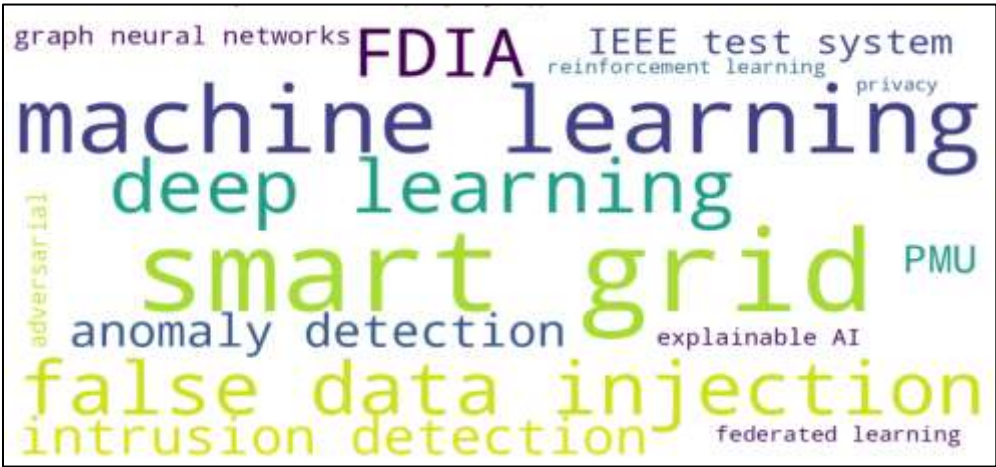 graph neural networks FDIA IEEE test system
reinforcement learning
privacy
machine learning
deep learning
adversarial
smart grid
PMU
anomaly detection
explainable AI
false data injection
intrusion detection
federated learning